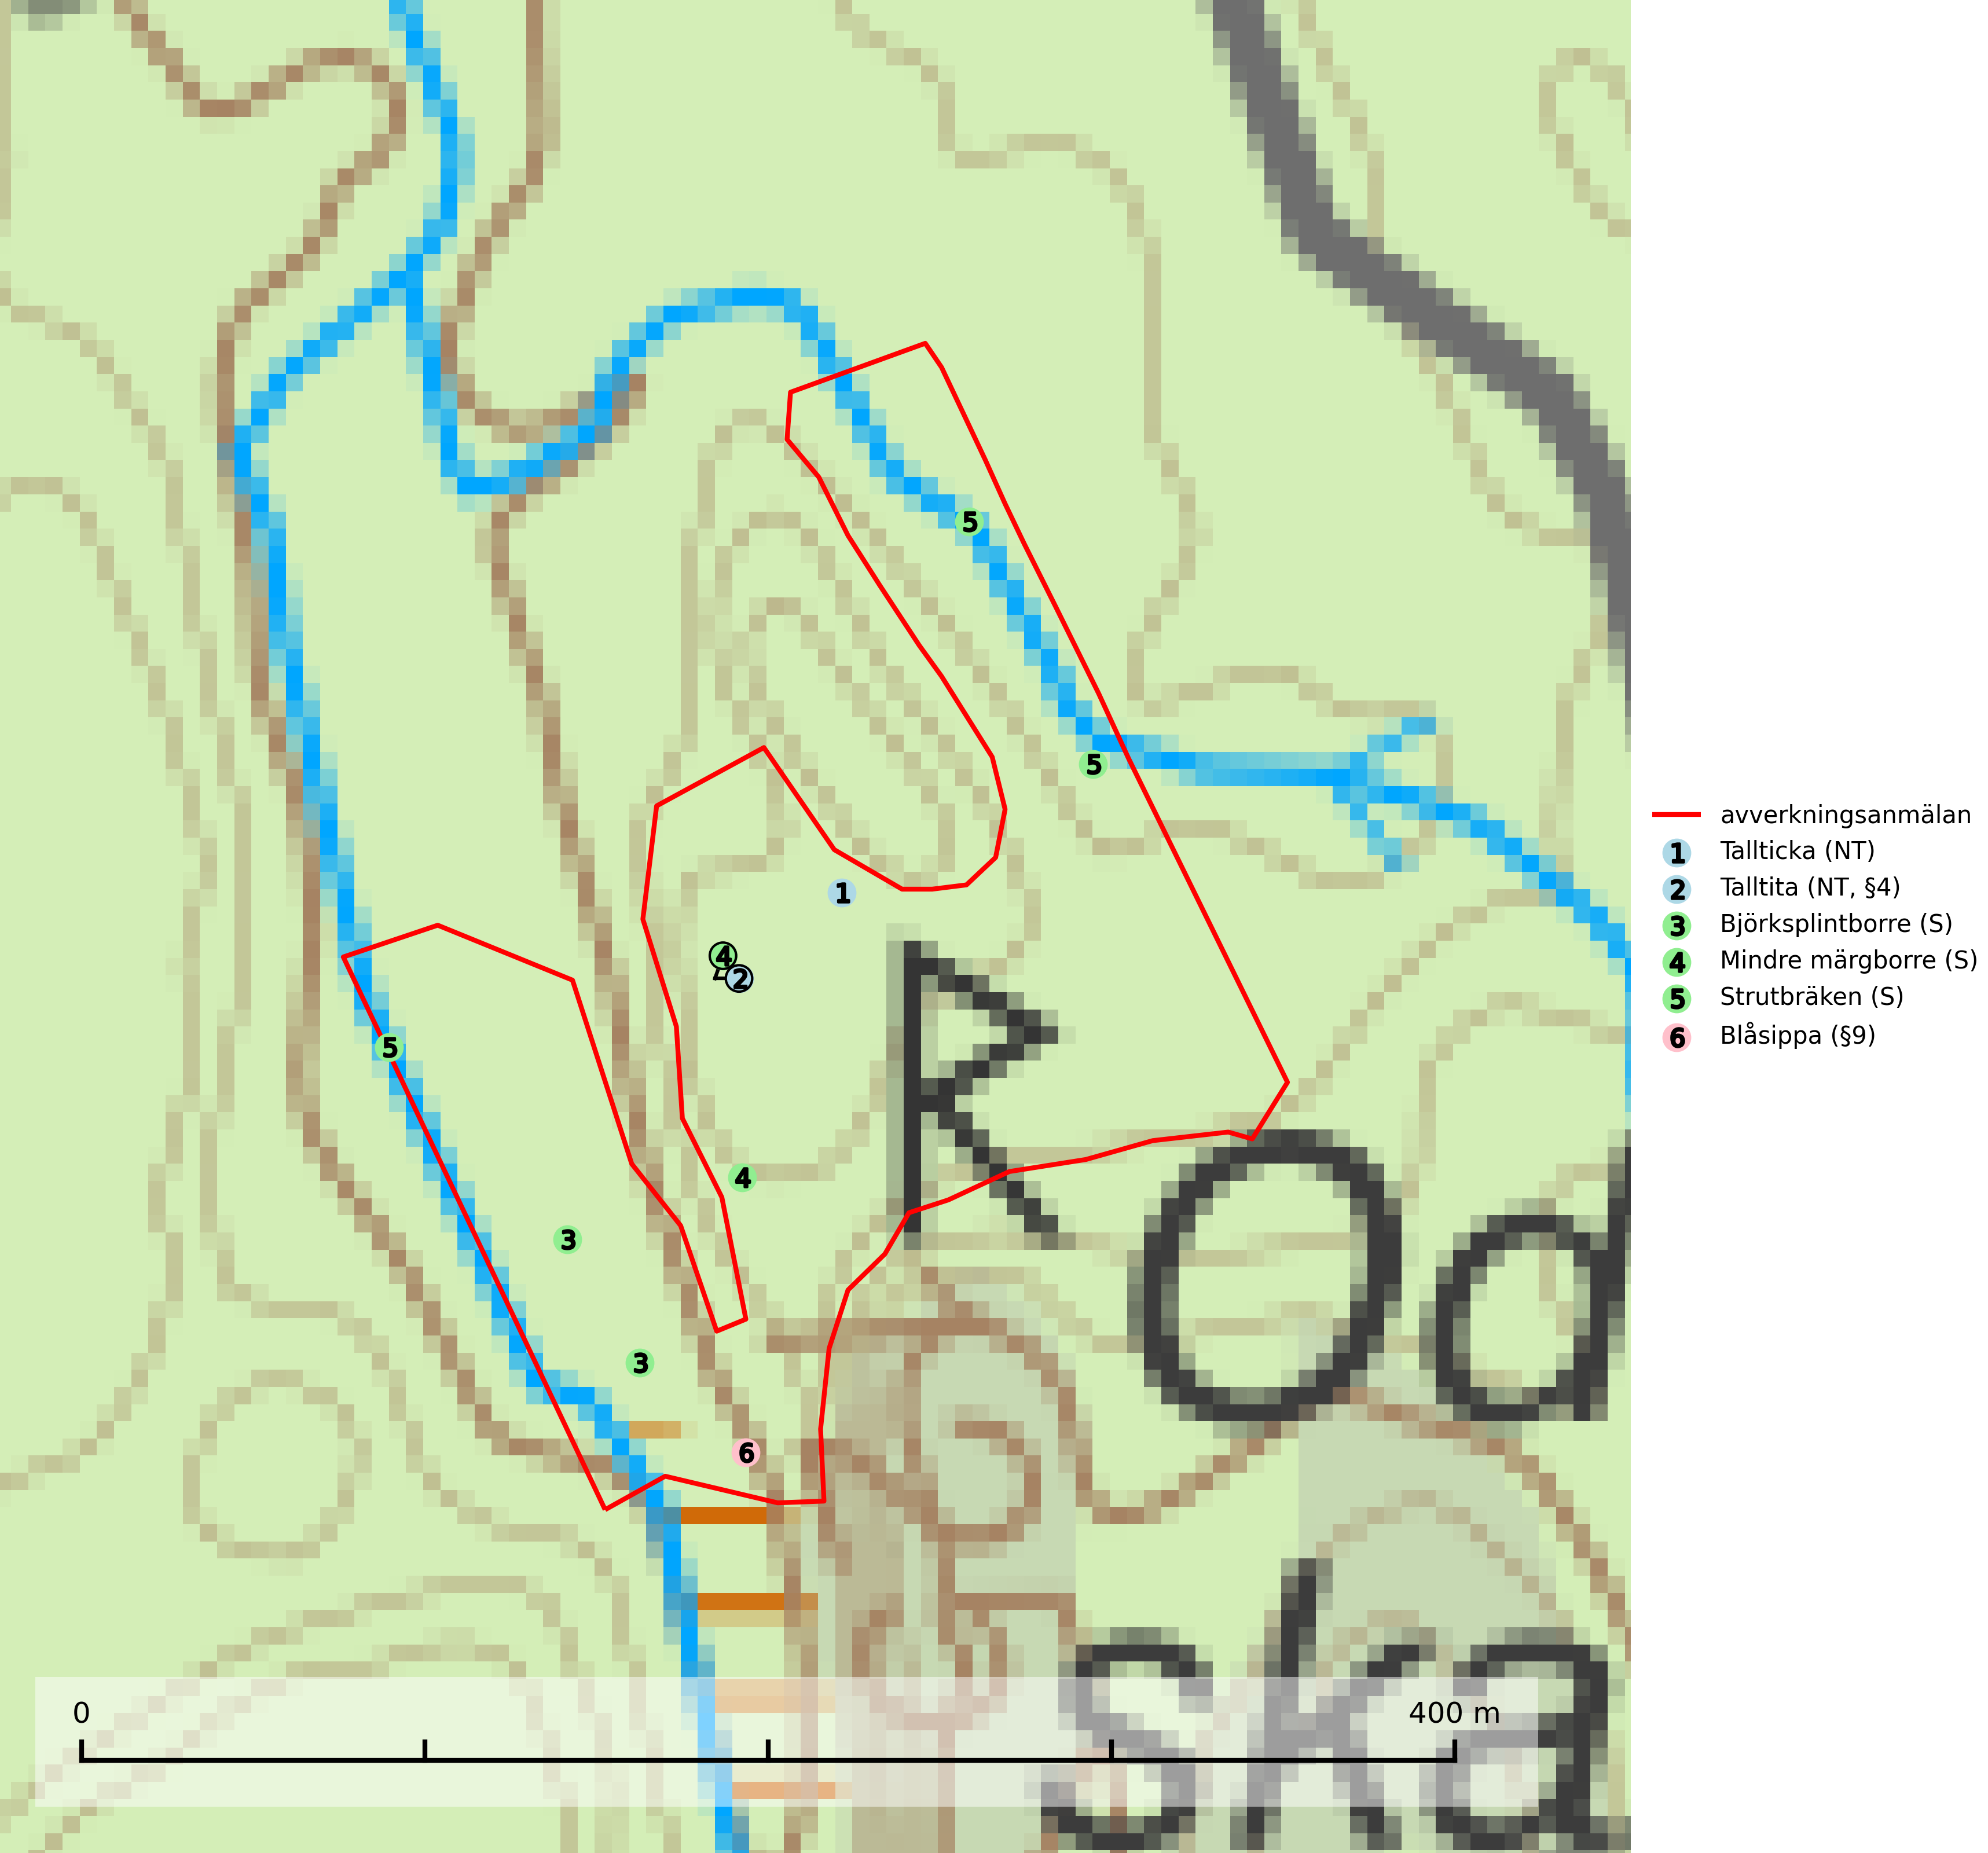 5
5
1
4
2
5
4
3
3
6
0
400 m
avverkningsanmälan
1 Tallticka (NT)
2 Talltita (NT, §4)
3 Björksplintborre (S)
4 Mindre märgborre (S)
5 Strutbräken (S)
6 Blåsippa (§9)